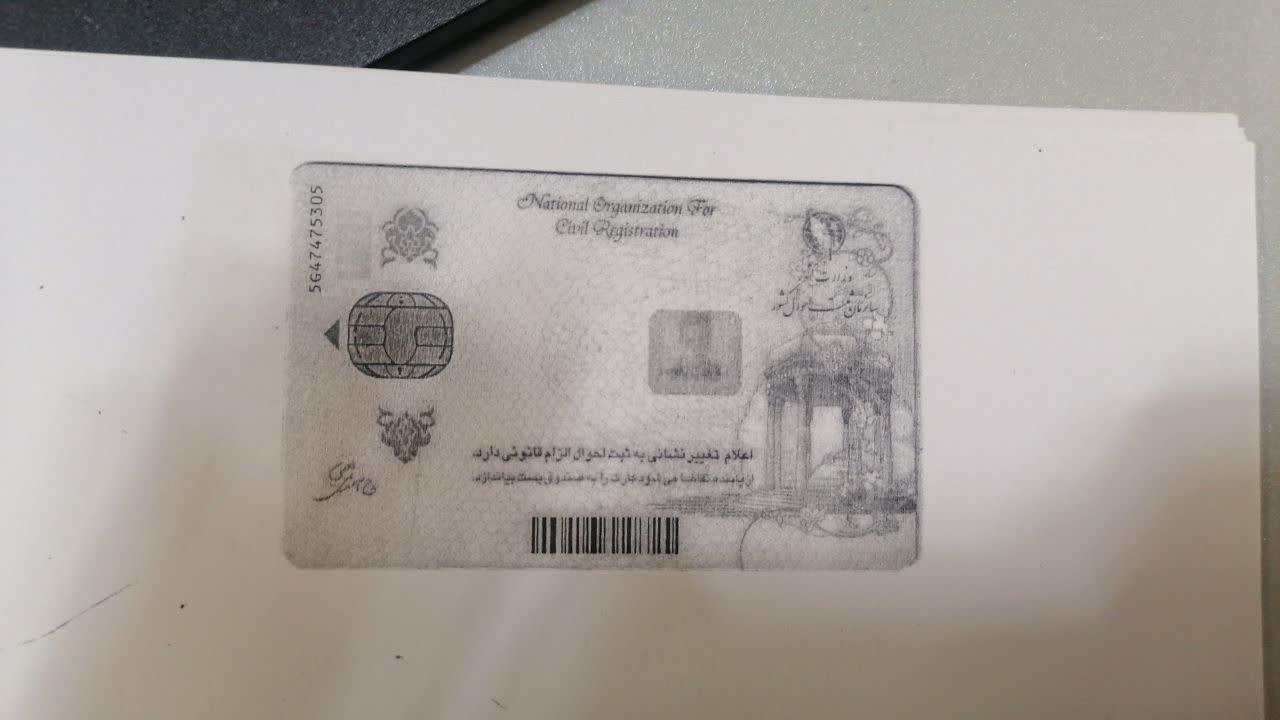 National Organization For
Civil Registration
5G47475305
وزارت کشور
سازمان ثبت احوال کشور
اعلام تغییر نشانی به ثبت احوال الزام قانونی دارد.
از یابنده تقاضا می شود کارت را به صندوق پست بیاندازد.